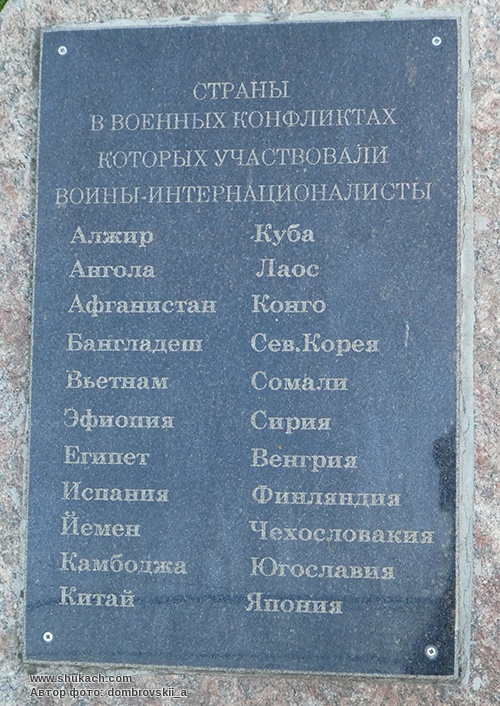 СТРАНЫ
В ВОЕННЫХ КОНФЛИКТАХ
КОТОРЫХ УЧАСТВОВАЛИ
ВОИНЫ-ИНТЕРНАЦИОНАЛИСТЫ
Алжир
Ангола
Афганистан
Бангладеш
Вьетнам
Эфиопия
Египет
Испания
Йемен
Камбоджа
Китай
Куба
Лаос
Конго
Сев.Корея
Сомали
Сирия
Венгрия
Финляндия
Чехословакия
Югославия
Япония
www.shukach.com
Автор фото: dombrovskii_a